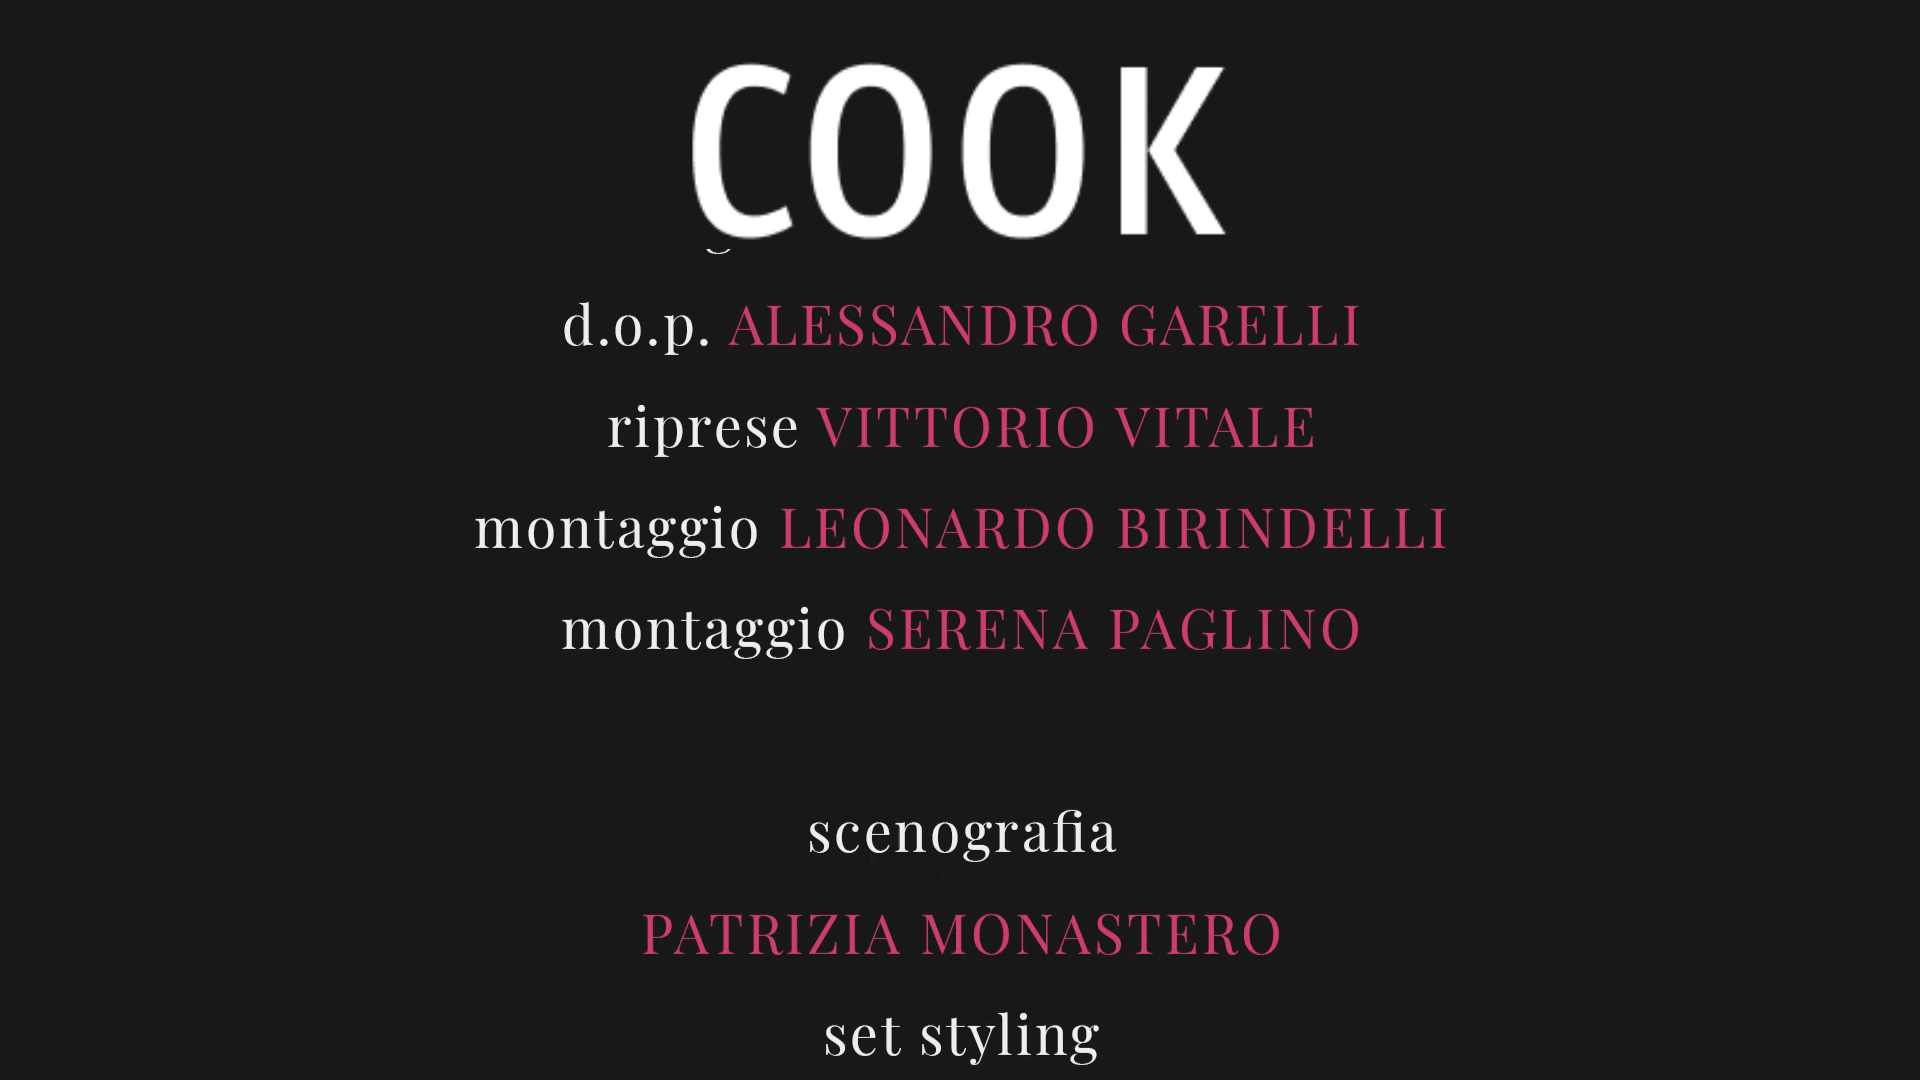 COOK
d.o.p. ALESSANDRO GARELLI
riprese VITTORIO VITALE
montaggio LEONARDO BIRINDELLI
montaggio SERENA PAGLINO
scenografia
PATRIZIA MONASTERO
set styling